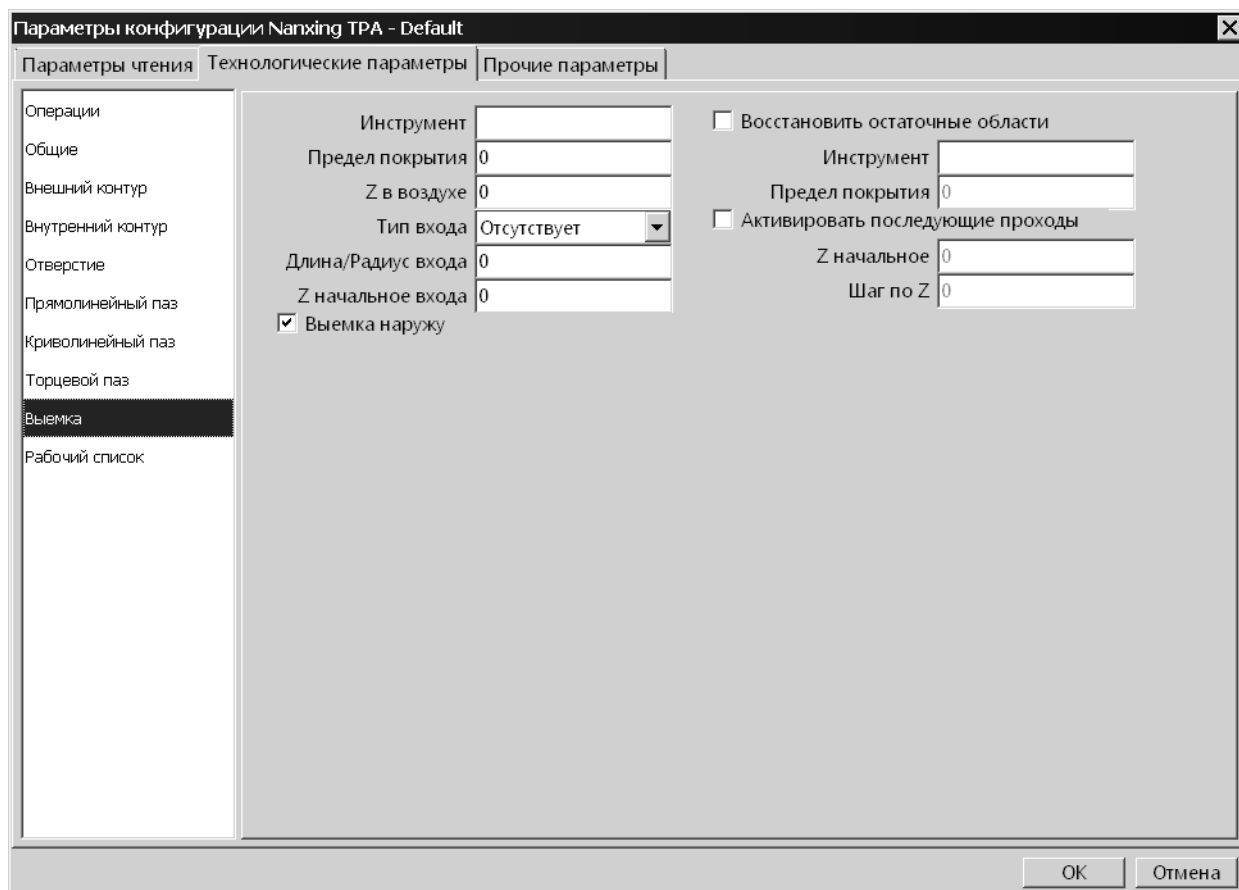 Параметры конфигурации Nanxing TPA - Default
Параметры чтения
Технологические параметры
Прочие параметры
Операции
Общие
Внешний контур
Внутренний контур
Отверстие
Прямолинейный паз
Криволинейный паз
Торцевой паз
Выемка
Рабочий список
Инструмент
Предел покрытия 0
Z в воздухе 0
Тип входа Отсутствует
Длина/Радиус входа 0
Z начальное входа 0
Выемка наружу
Восстановить остаточные области
Инструмент
Предел покрытия 0
Активировать последующие проходы
Z начальное 0
Шаг по Z 0
OK
Отмена